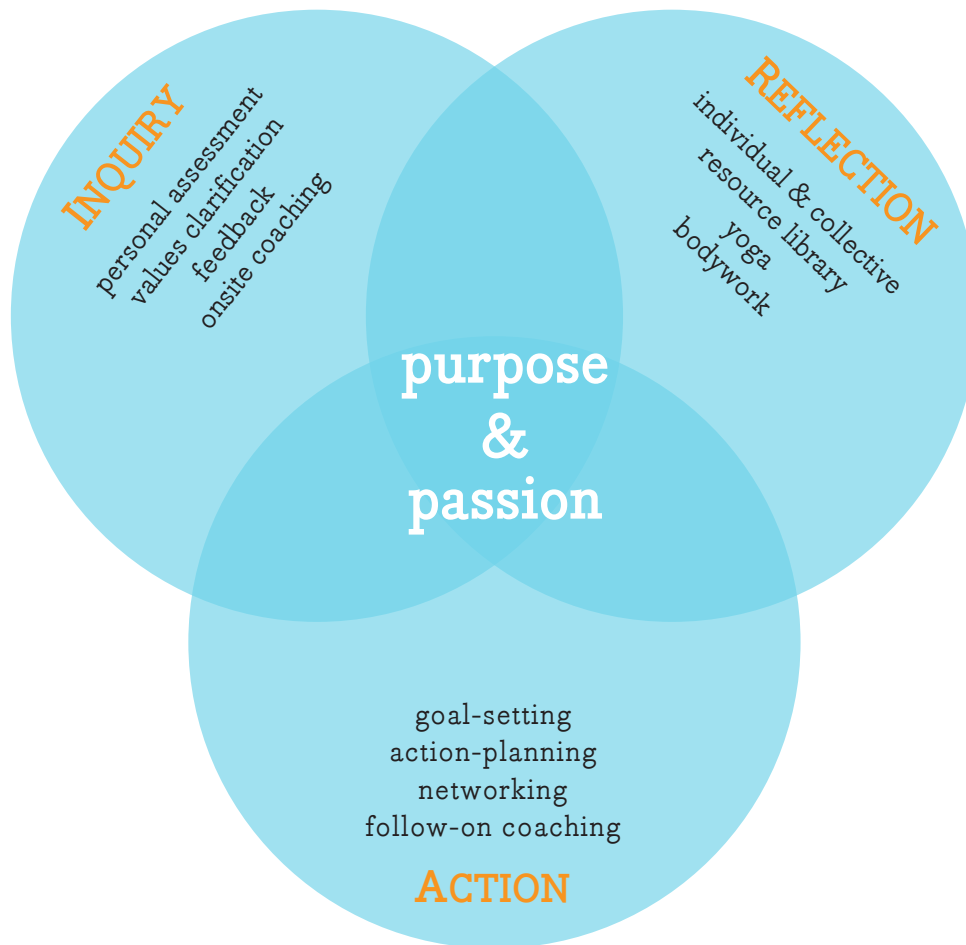 INQUIRY
personal assessment
values clarification
feedback
onsite coaching
REFLECTION
individual & collective
resource library
yoga
bodywork
purpose
&
passion
goal-setting
action-planning
networking
follow-on coaching
ACTION